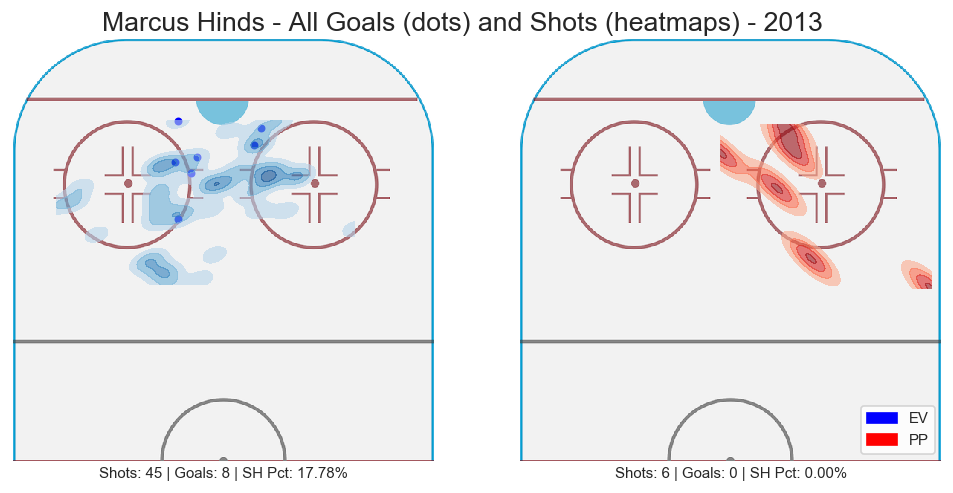 Marcus Hinds - All Goals (dots) and Shots (heatmaps) - 2013
EV
PP
Shots: 45 | Goals: 8 | SH Pct: 17.78%
Shots: 6 | Goals: 0 | SH Pct: 0.00%